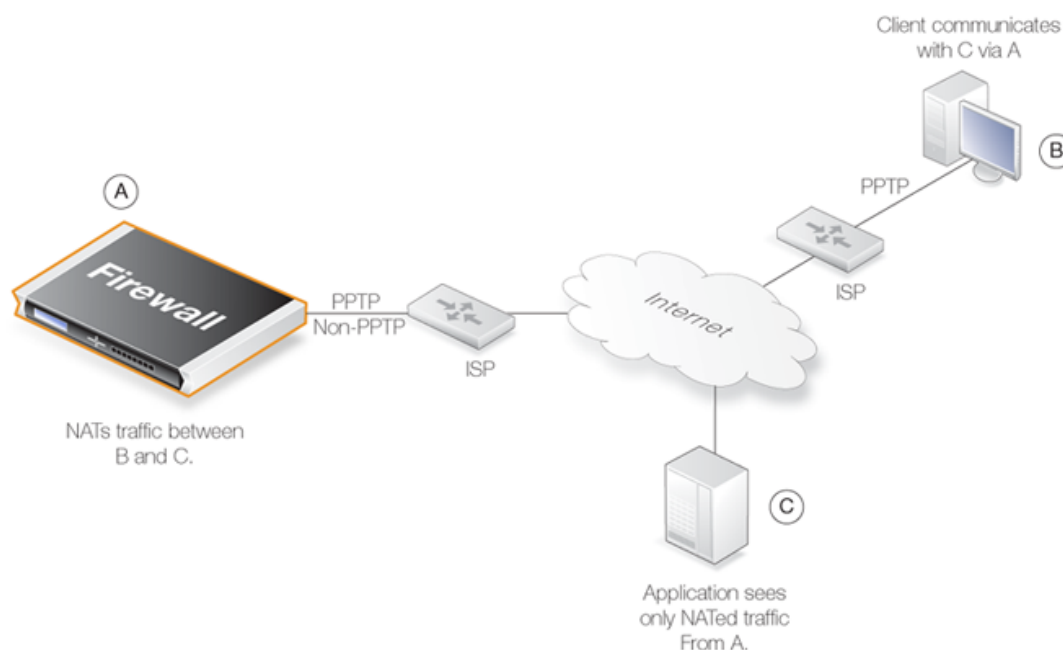 Client communicates
with C via A
B
PPTP
A
ISP
Firewall
Internet
PPTP
Non-PPTP
ISP
NATs traffic between
B and C.
C
Application sees
only NATed traffic
From A.